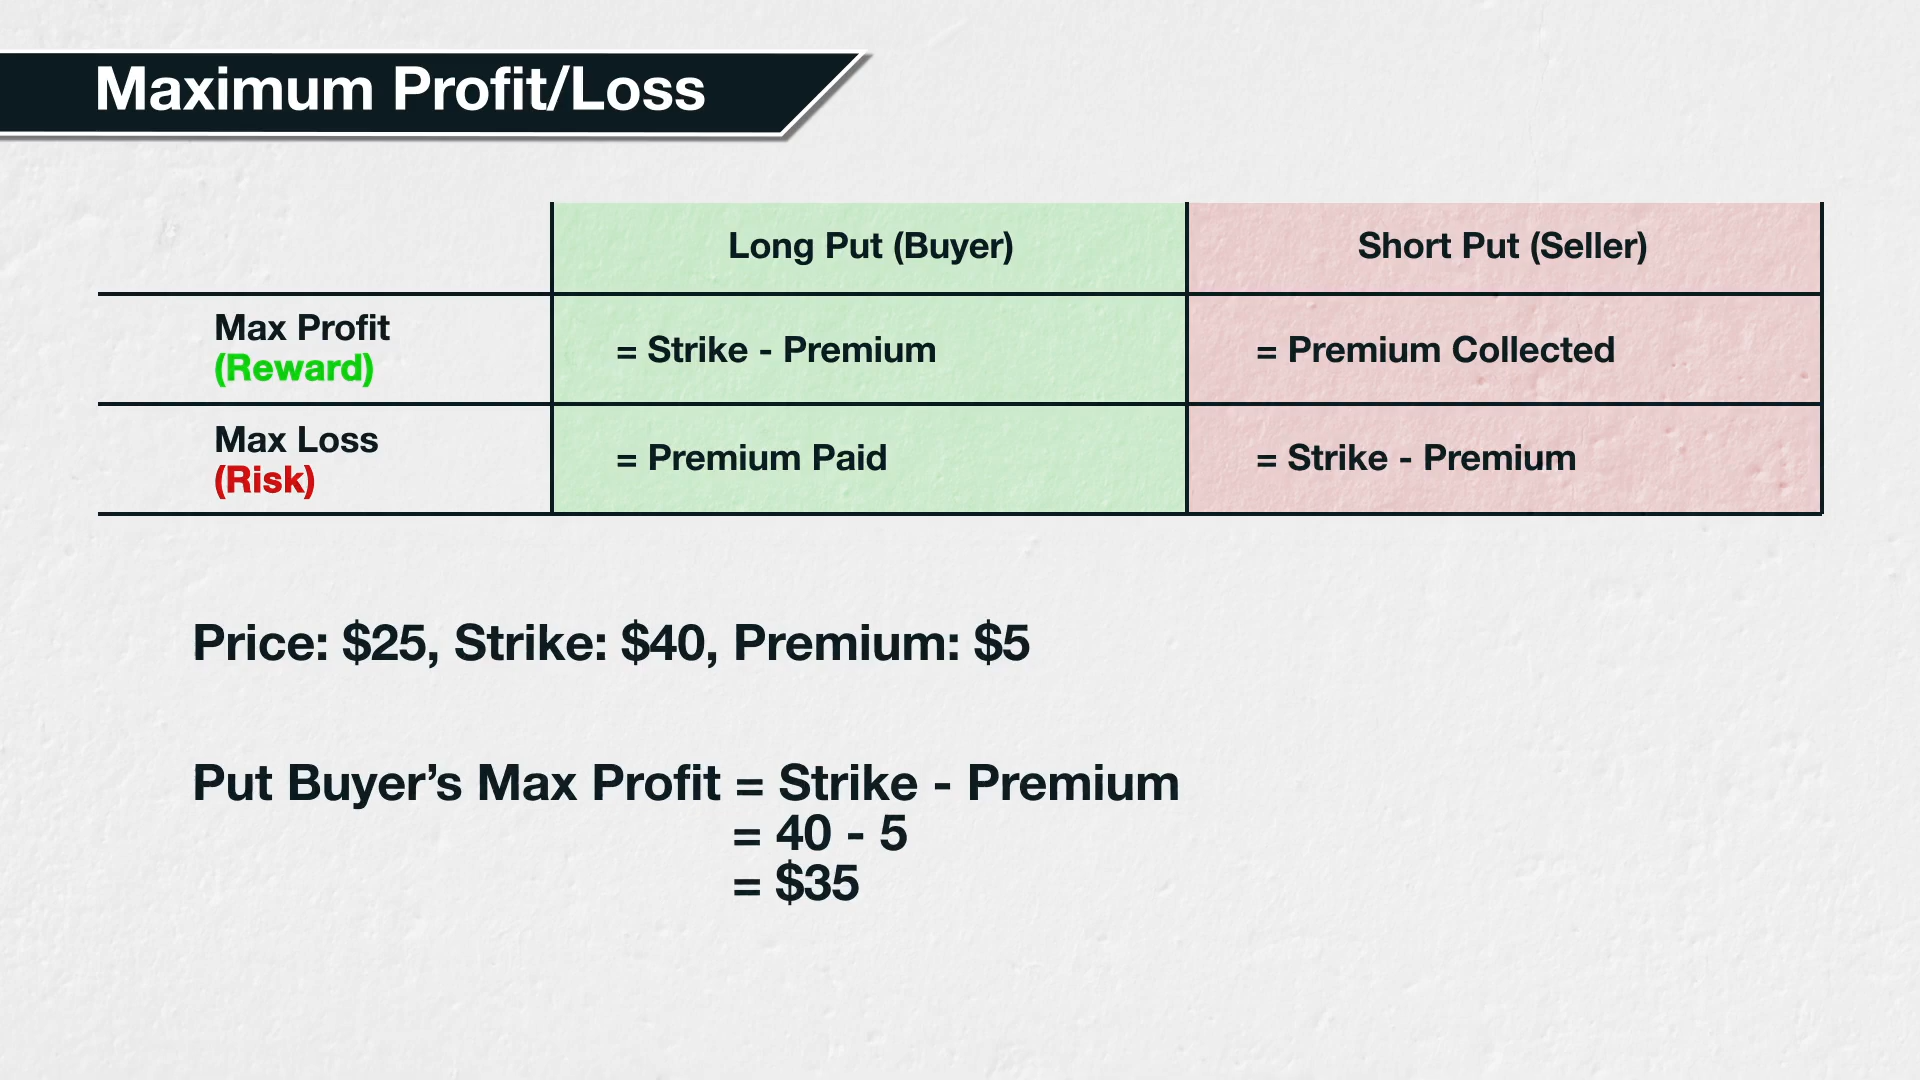 Maximum Profit/Loss
Long Put (Buyer)
Short Put (Seller)
Max Profit
(Reward)
= Strike - Premium
= Premium Collected
Max Loss
(Risk)
= Premium Paid
= Strike - Premium
Price: $25, Strike: $40, Premium: $5
Put Buyer’s Max Profit = Strike - Premium
= 40 - 5
= $35